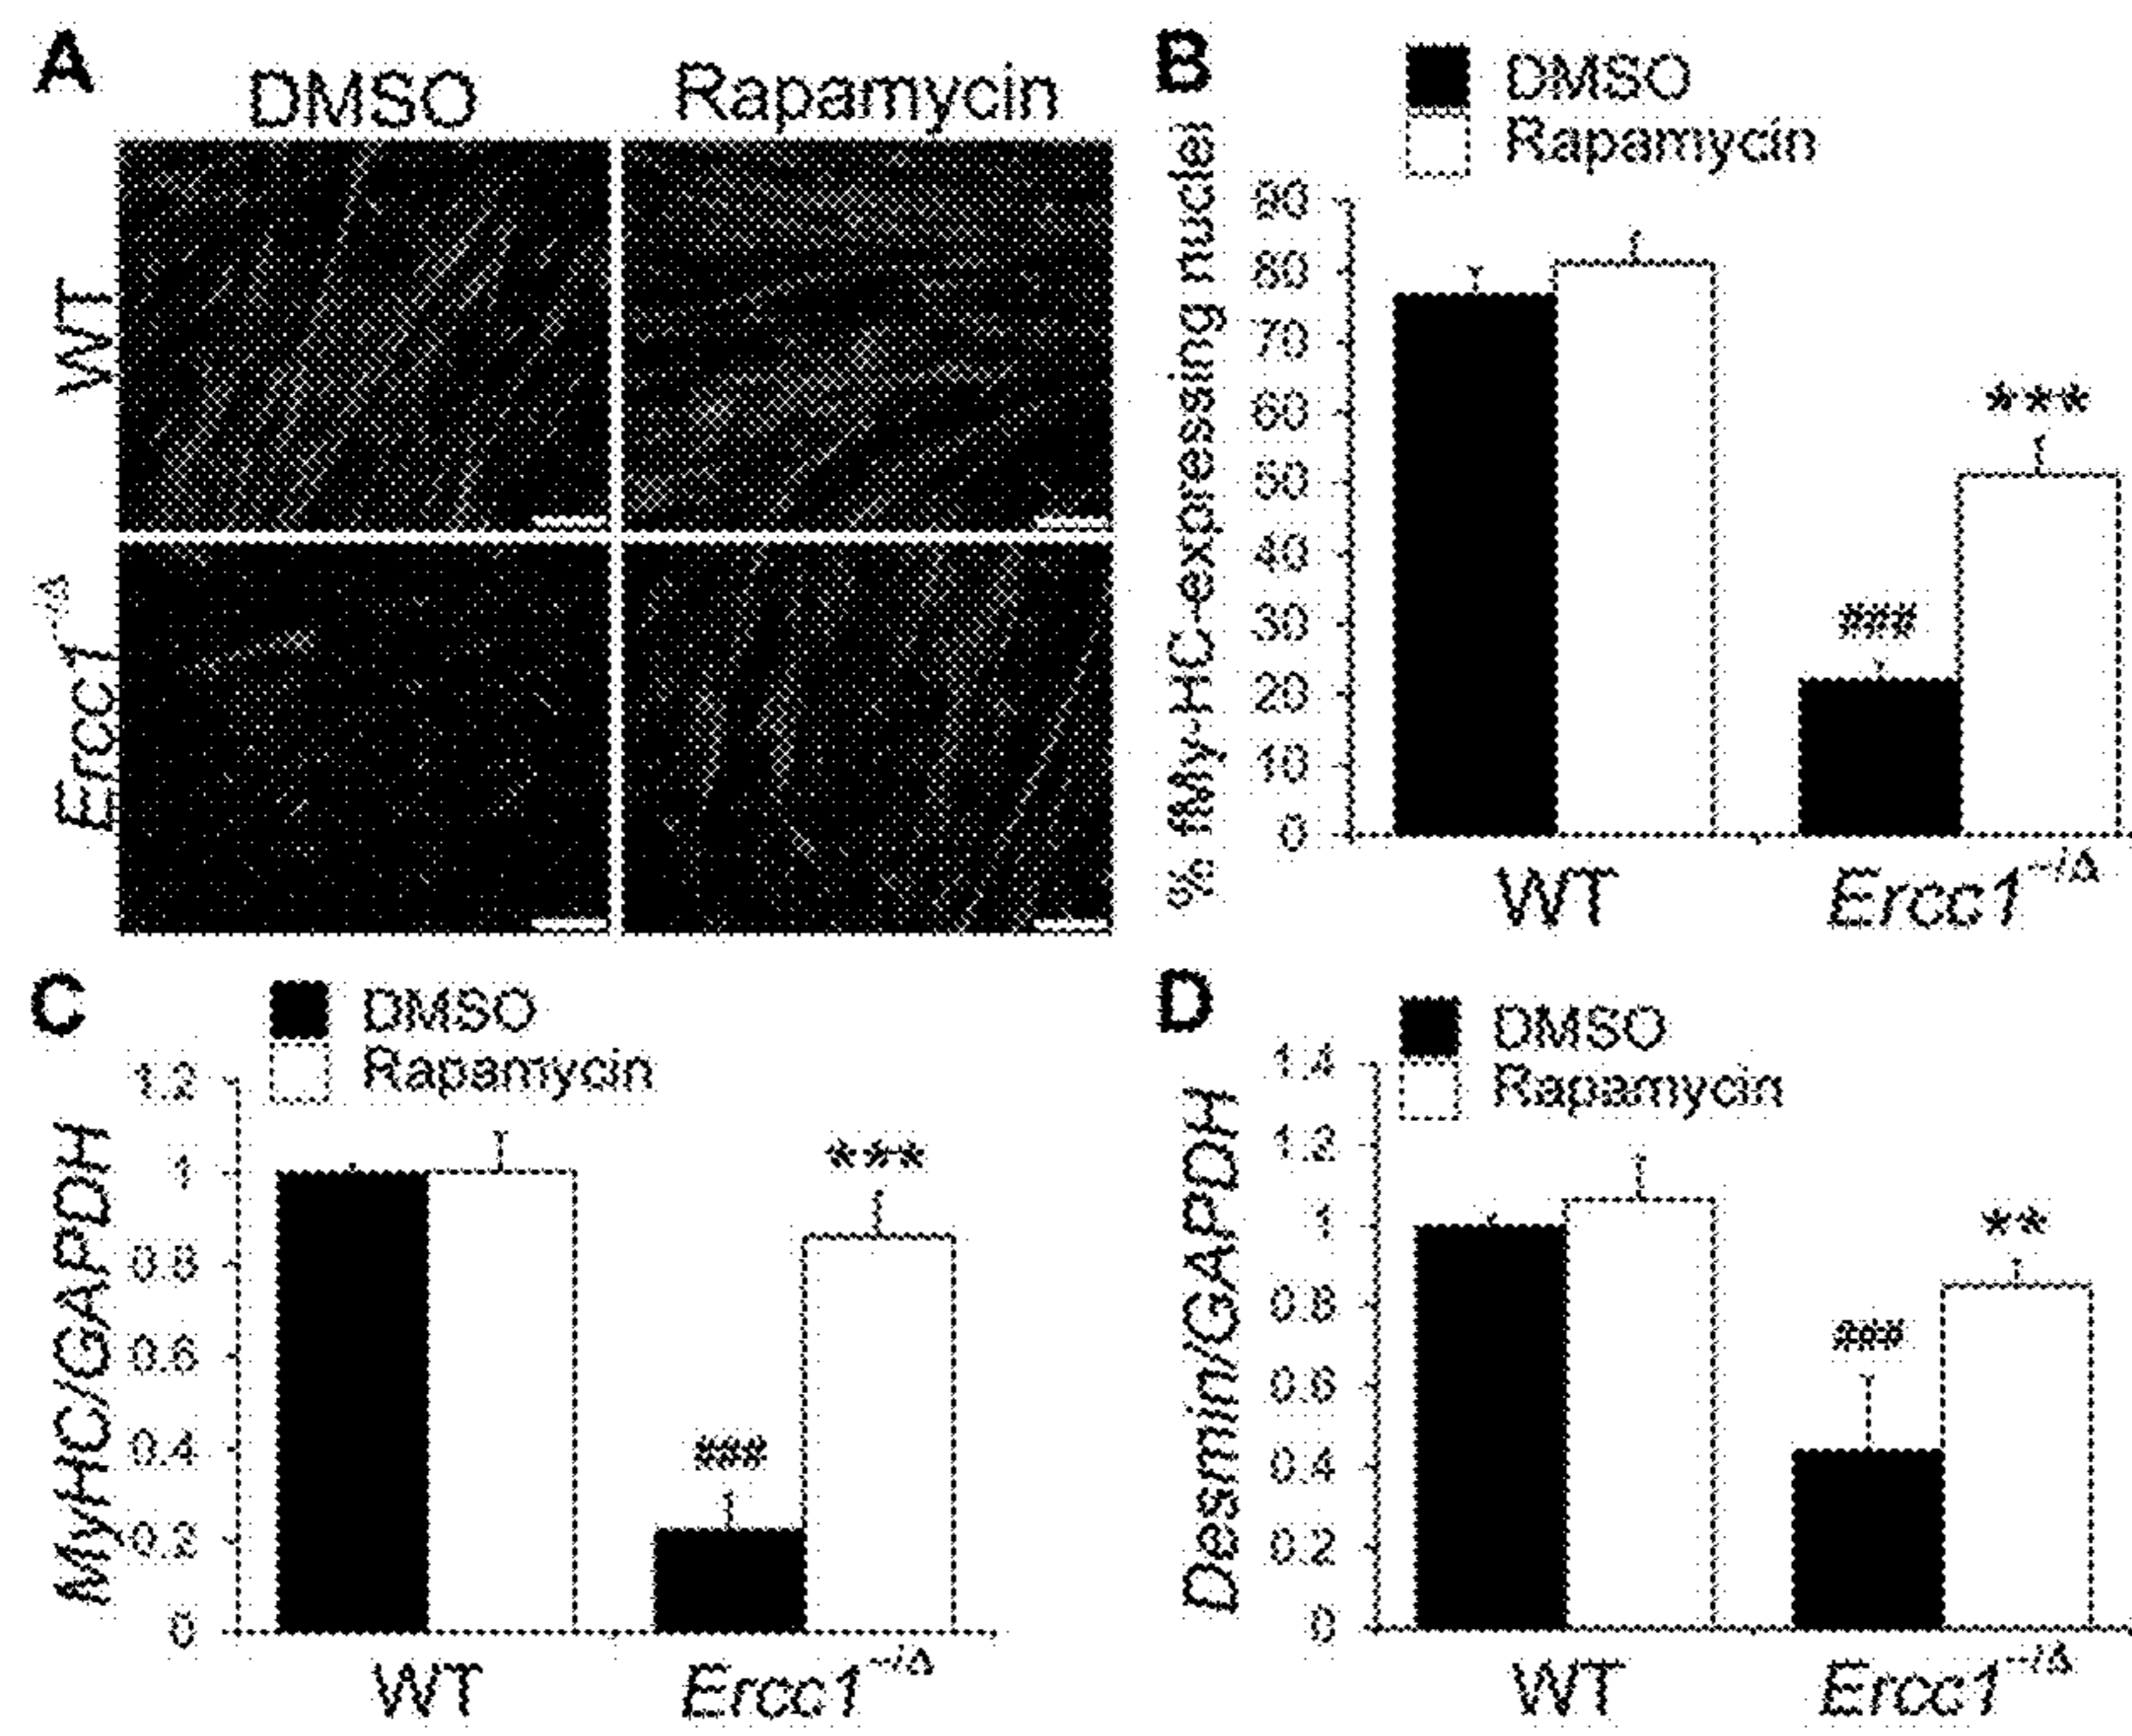 A
DMSO Rapamycin
WT
Ercc1 -/Δ
B
DMSO
Rapamycin
% fMy-HC-expressing nuclei
90
80
70
60
50
40
30
20
10
0
***
###
WT Ercc1 -/Δ
C
DMSO
Rapamycin
MyHC/GAPDH
1.2
1
0.8
0.6
0.4
0.2
0
***
###
WT Ercc1 -/Δ
D
DMSO
Rapamycin
Desmin/GAPDH
1.4
1.2
1
0.8
0.6
0.4
0.2
0
**
###
WT Ercc1 -/Δ